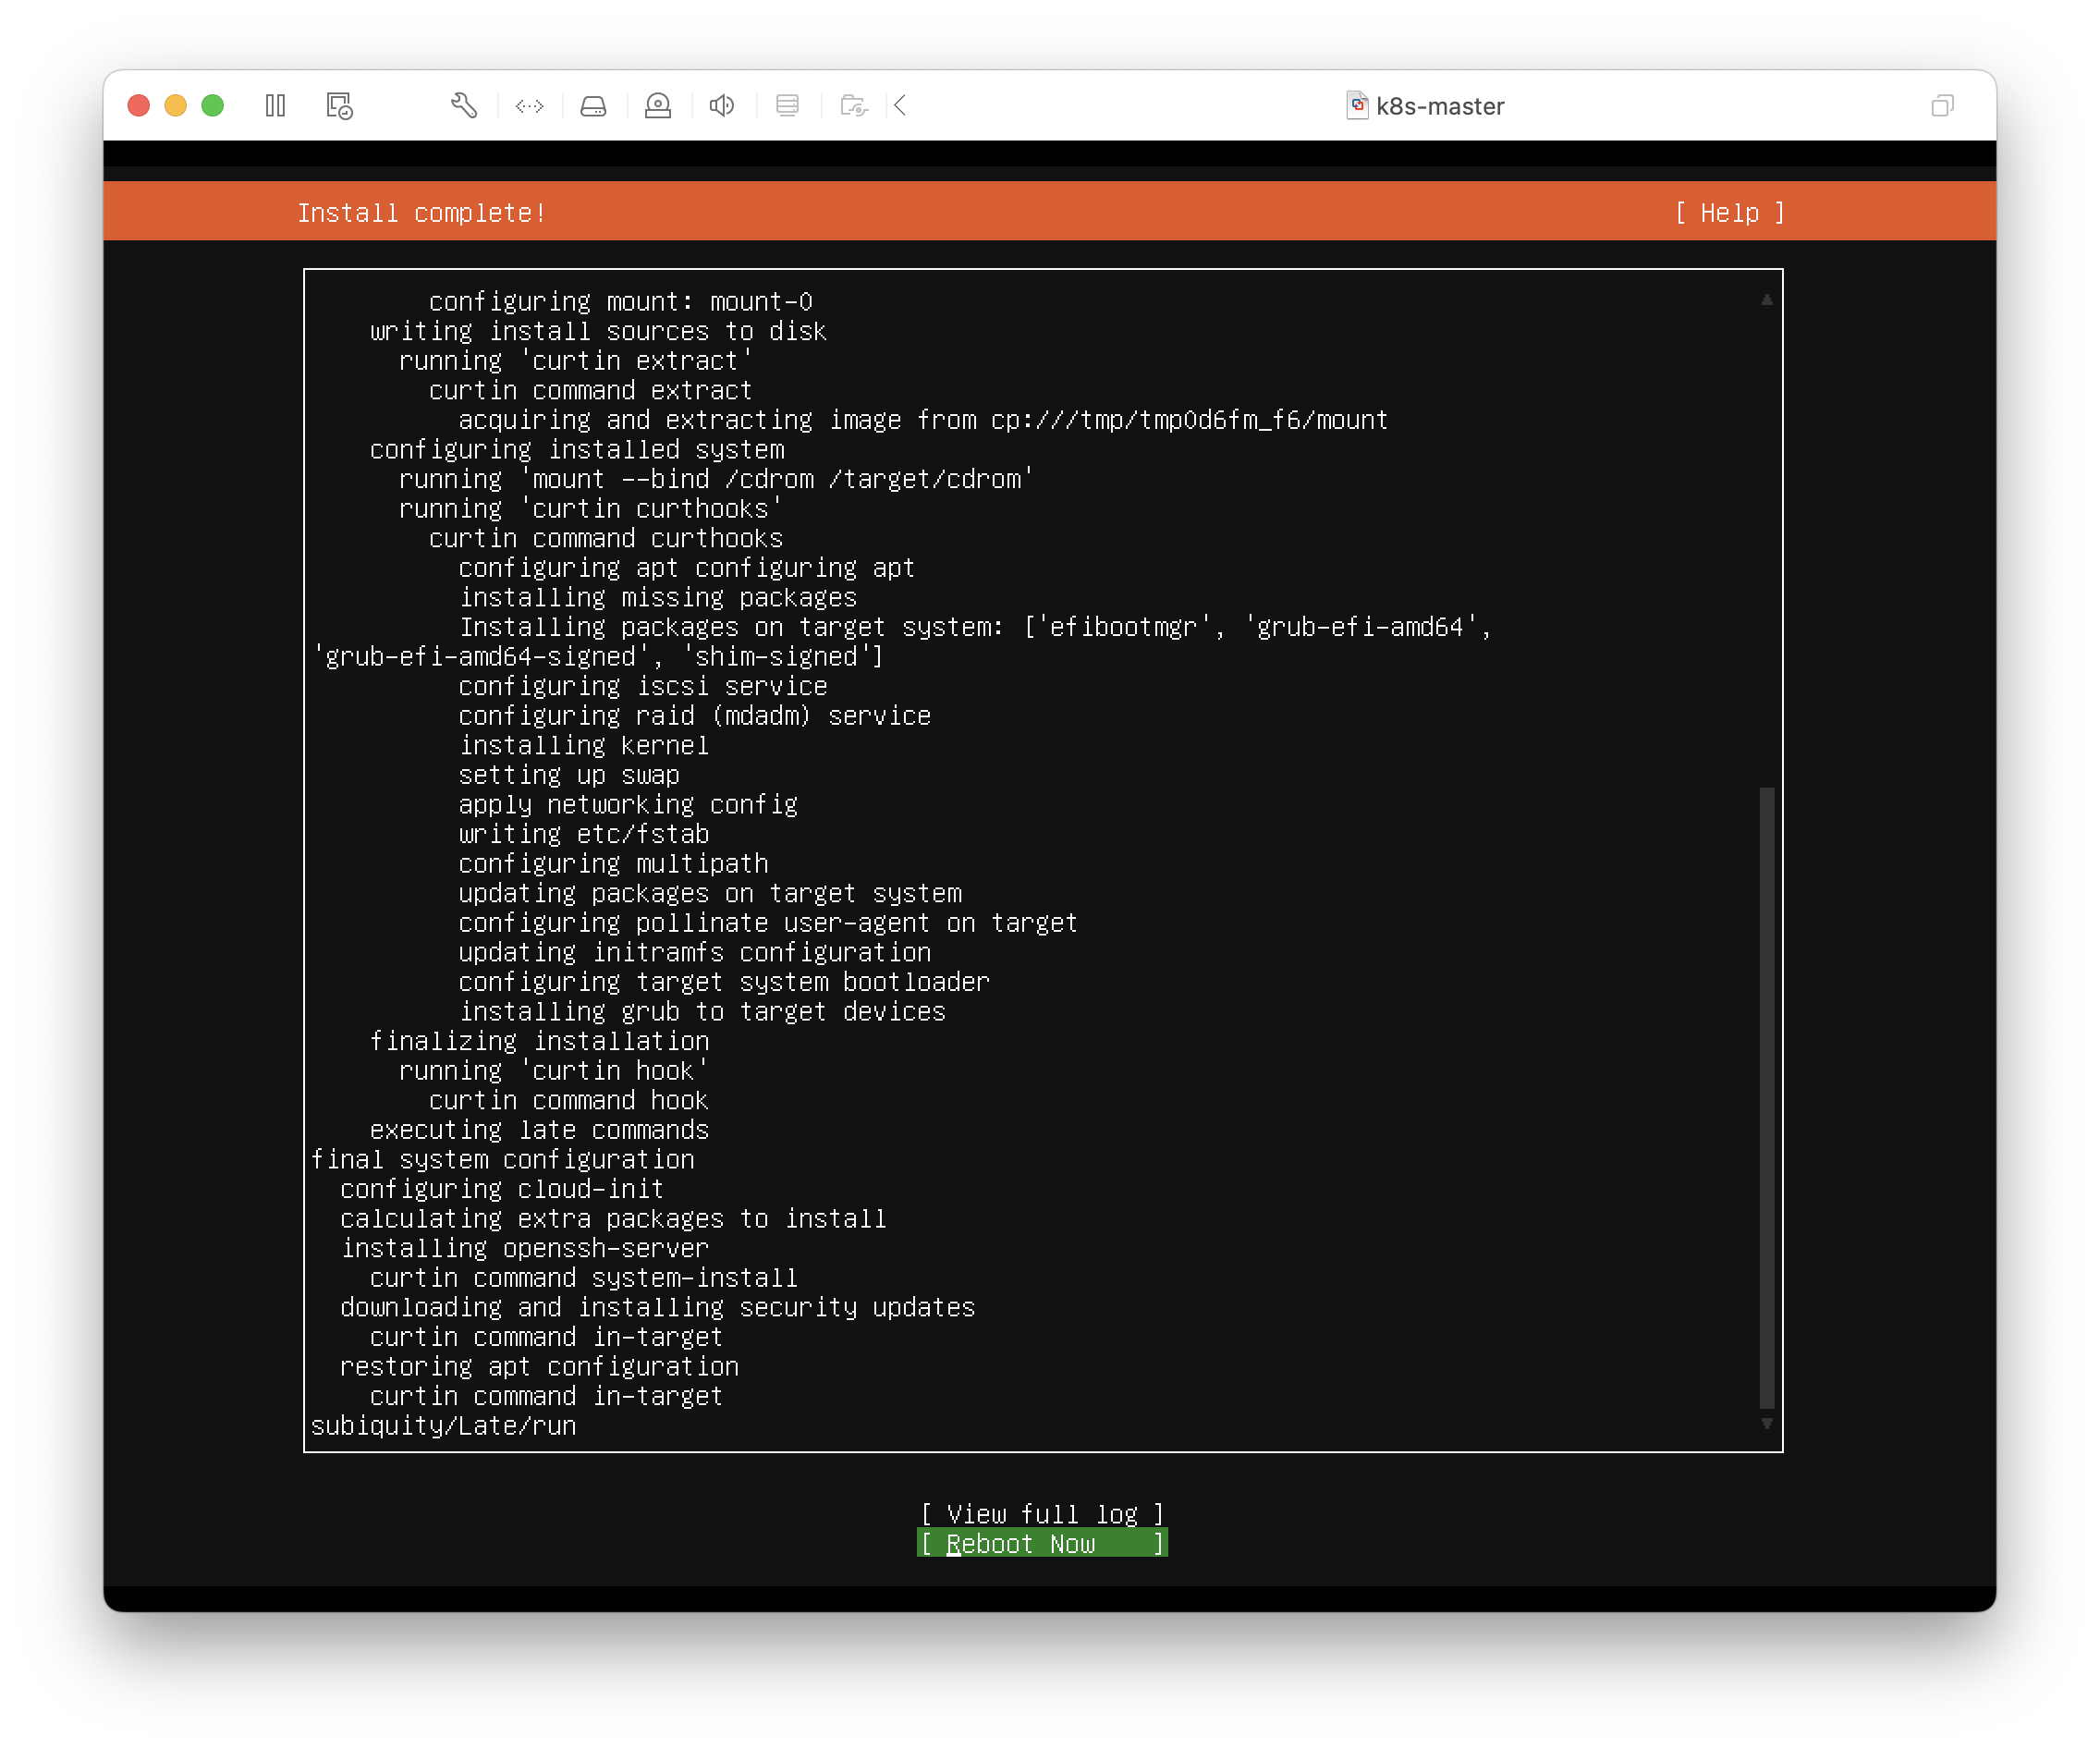 k8s-master
Install complete! [ Help ]
configuring mount: mount-0
writing install sources to disk
running 'curtin extract'
curtin command extract
acquiring and extracting image from cp:///tmp/tmp0d6fm_f6/mount
configuring installed system
running 'mount --bind /cdrom /target/cdrom'
running 'curtin curthooks'
curtin command curthooks
configuring apt configuring apt
installing missing packages
Installing packages on target system: ['efibootmgr', 'grub-efi-amd64',
'grub-efi-amd64-signed', 'shim-signed']
configuring iscsi service
configuring raid (mdadm) service
installing kernel
setting up swap
apply networking config
writing etc/fstab
configuring multipath
updating packages on target system
configuring pollinate user-agent on target
updating initramfs configuration
configuring target system bootloader
installing grub to target devices
finalizing installation
running 'curtin hook'
curtin command hook
executing late commands
final system configuration
configuring cloud-init
calculating extra packages to install
installing openssh-server
curtin command system-install
downloading and installing security updates
curtin command in-target
restoring apt configuration
curtin command in-target
subiquity/Late/run
[ View full log ]
[ Reboot Now ]